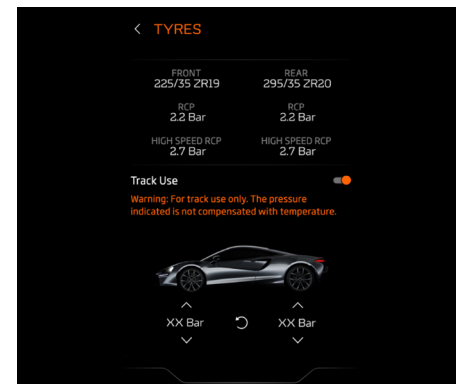 TYRES
FRONT REAR
225/35 ZR19 295/35 ZR20
RCP RCP
2.2 Bar 2.2 Bar
HIGH SPEED RCP HIGH SPEED RCP
2.7 Bar 2.7 Bar
Track Use
Warning: For track use only. The pressure
indicated is not compensated with temperature.
XX Bar XX Bar